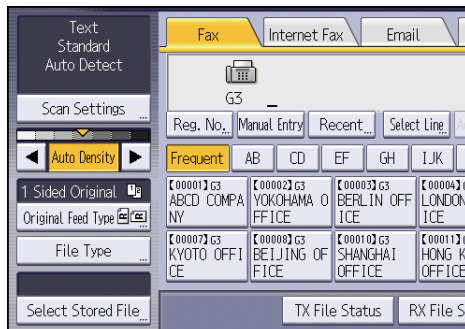 Text
Standard
Auto Detect
Scan Settings
Auto Density
1 Sided Original
Original Feed Type
File Type
Select Stored File
Fax
Internet Fax
Email
G3 _
Reg. No.
Manual Entry
Recent
Select Line
Frequent
AB
CD
EF
GH
IJK
【00001】G3
ABCD COMPA
NY
【00002】G3
YOKOHAMA O
FFICE
【00003】G3
BERLIN OFF
ICE
【00004】
LONDON
ICE
【00007】G3
KYOTO OFFI
CE
【00008】G3
BEIJING OF
FICE
【00010】G3
SHANGHAI
OFFICE
【00011】
HONG K
OFFICE
TX File Status
RX File S